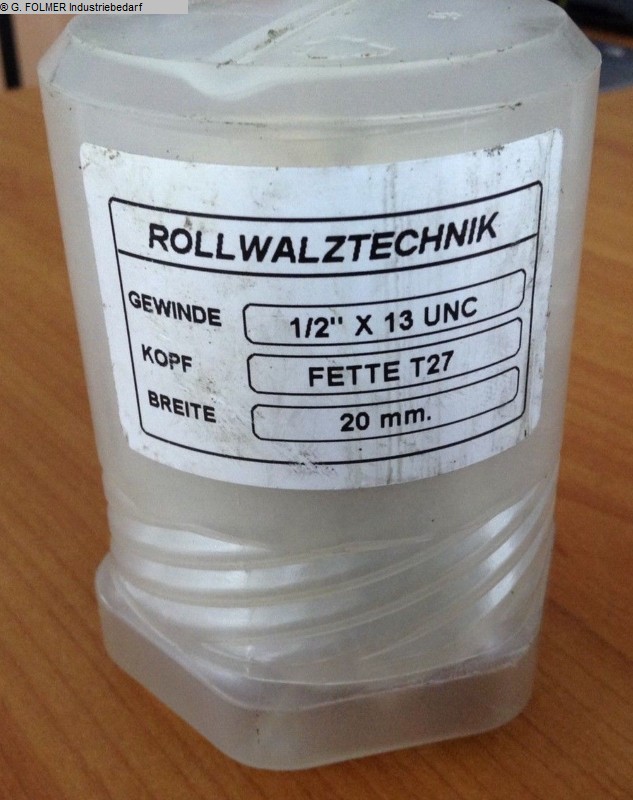 © G. FOLMER Industriebedarf
ROLLWALZTECHNIK
GEWINDE 1/2" X 13 UNC
KOPF FETTE T27
BREITE 20 mm.